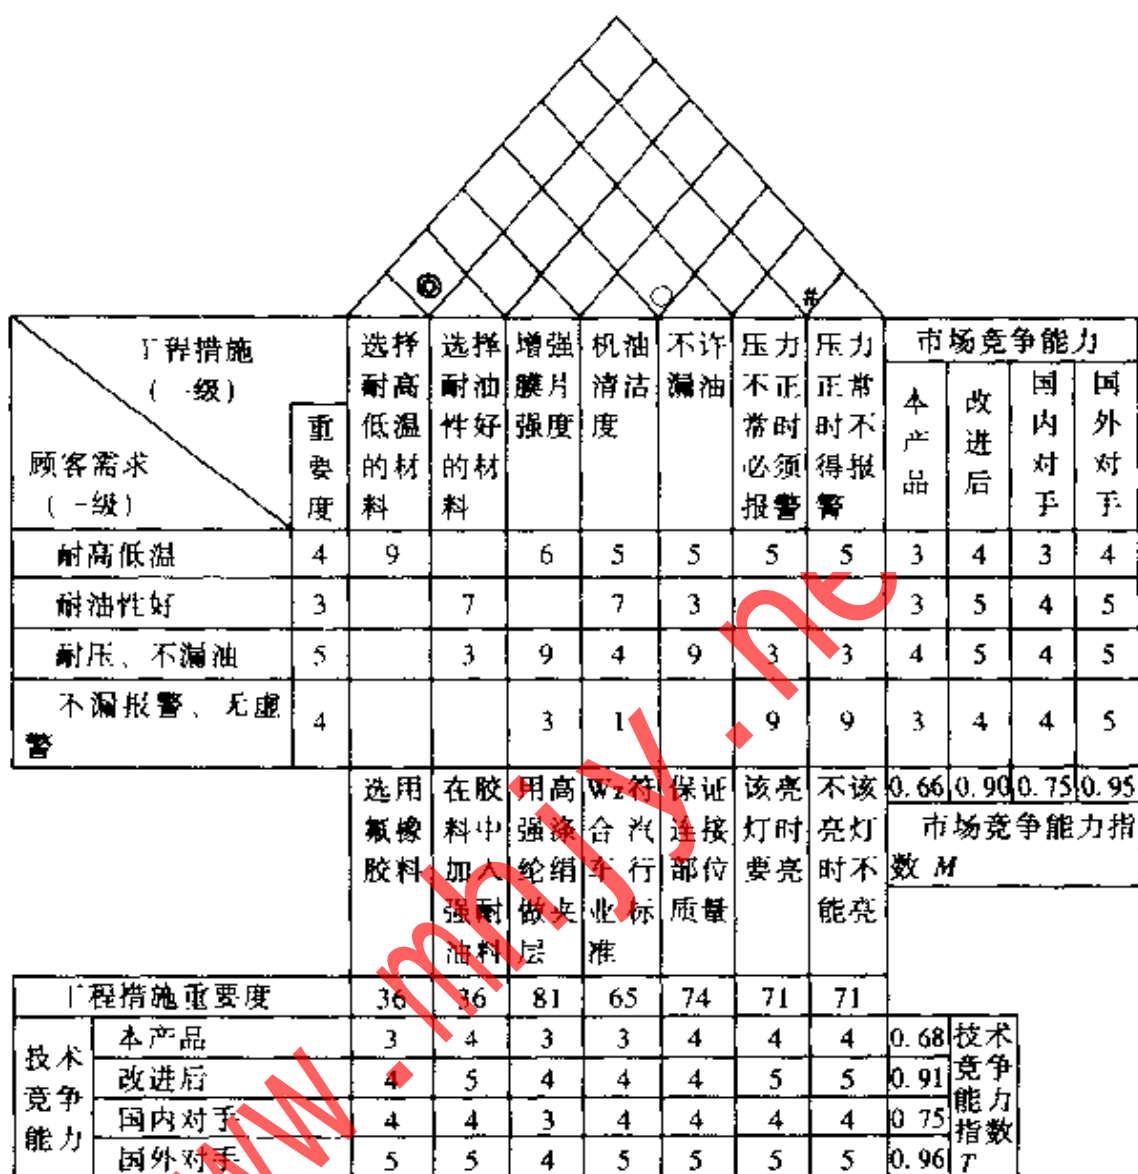 ◎ ○ #
工程措施
(一级)
顾客需求
(一级)
重要度
选择耐高低温的材料
选择耐油性好的材料
增强膜片强度
机油清洁度
不许漏油
压力不正常时必须报警
压力正常时不得报警
市场竞争能力
本产品
改进后
国内对手
国外对手
耐高低温 4 9 6 5 5 5 5 3 4 3 4
耐油性好 3 7 7 3 3 5 4 5
耐压、不漏油 5 3 9 4 9 3 3 4 5 4 5
不漏报警、无虚
警 4 3 1 9 9 3 4 4 5
选用氟橡胶料
在胶料中加入强耐油料
用高强涤纶绢做夹层
Wz符合汽车行业标准
保证连接部位质量
该亮灯时要亮
不该亮灯时不能亮
0.66 0.90 0.75 0.95
市场竞争能力指
数 M
工程措施重要度 36 36 81 65 74 71 71
技术竞争能力
本产品 3 4 3 3 4 4 4 0.68
改进后 4 5 4 4 4 5 5 0.91
国内对手 4 4 3 4 4 4 4 0.75
国外对手 5 5 4 5 5 5 5 0.96
技术竞争能力指数 T
www.mhjy.ne